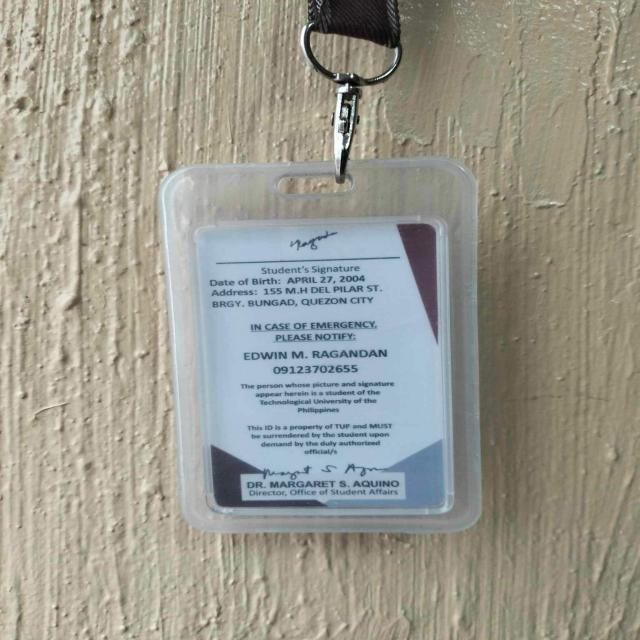 Student's Signature
Date of Birth: APRIL 27, 2004
Address: 155 M.H DEL PILAR ST.
BRGY. BUNGAD, QUEZON CITY
IN CASE OF EMERGENCY,
PLEASE NOTIFY:
EDWIN M. RAGANDAN
09123702655
The person whose picture and signature
appear herein is a student of the
Technological University of the
Philippines
This ID is a property of TUP and MUST
be surrendered by the student upon
demand by the duly authorized
official/s
DR. MARGARET S. AQUINO
Director, Office of Student Affairs